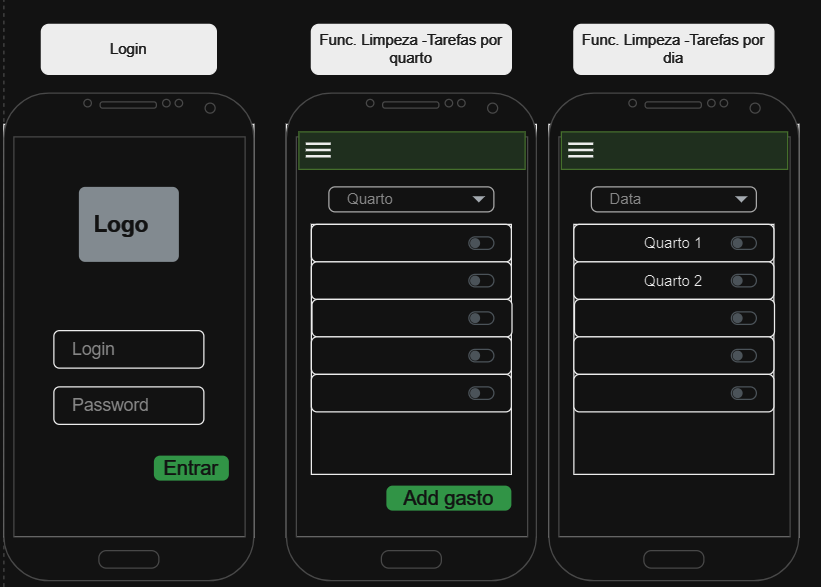 Login
Func. Limpeza -Tarefas por
quarto
Func. Limpeza -Tarefas por
dia
Logo
Login
Password
Entrar
Quarto
Add gasto
Data
Quarto 1
Quarto 2